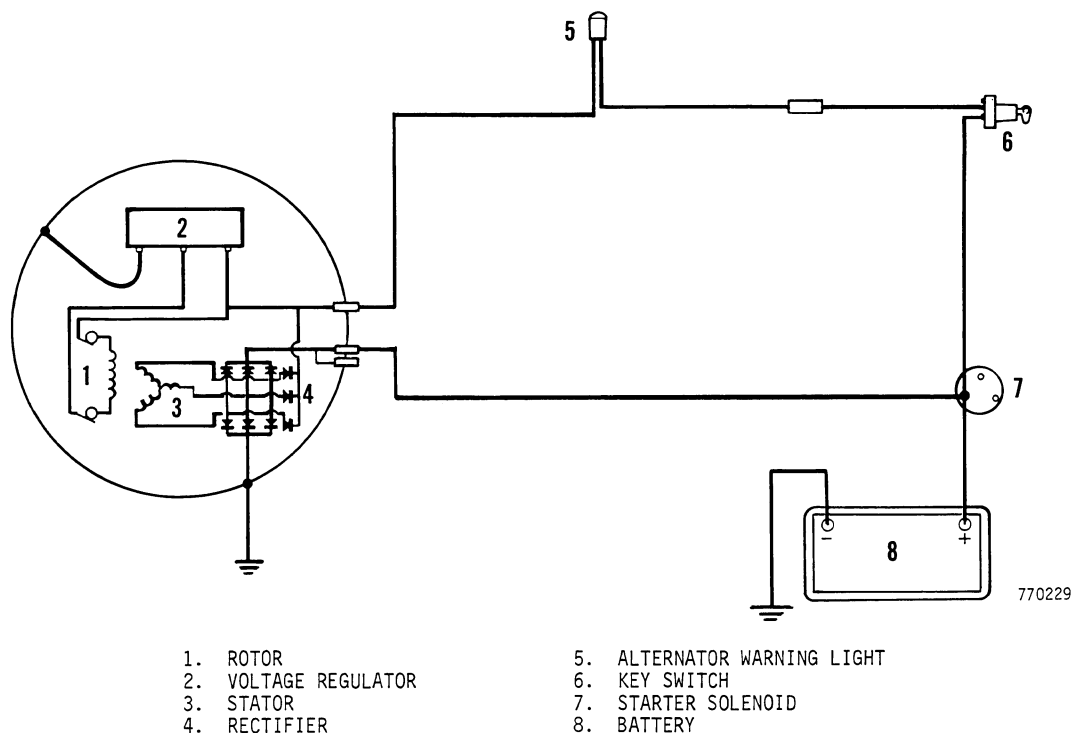 5
6
2
1
3
4
7
8
- +
770229
1. ROTOR
2. VOLTAGE REGULATOR
3. STATOR
4. RECTIFIER
5. ALTERNATOR WARNING LIGHT
6. KEY SWITCH
7. STARTER SOLENOID
8. BATTERY